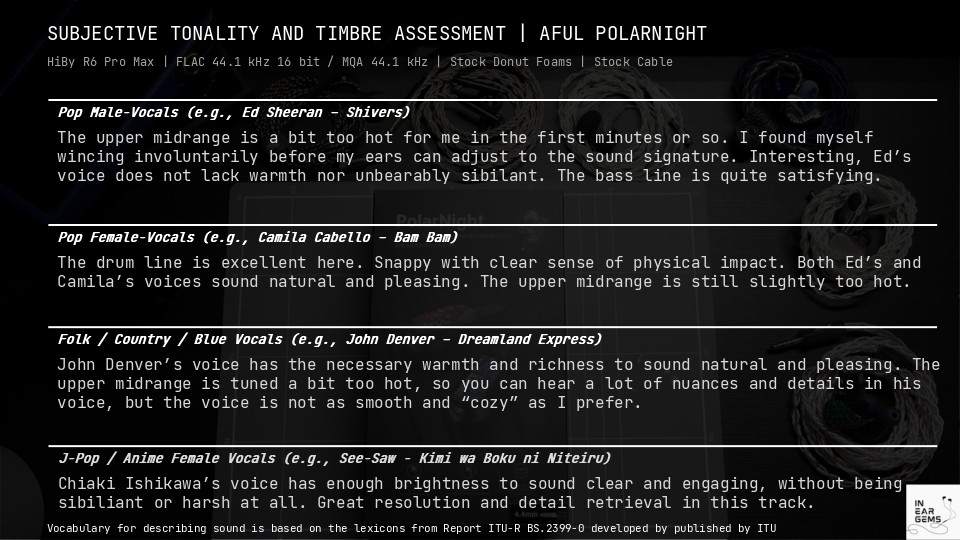 SUBJECTIVE TONALITY AND TIMBRE ASSESSMENT | AFUL POLARNIGHT
HiBy R6 Pro Max | FLAC 44.1 kHz 16 bit / MQA 44.1 kHz | Stock Donut Foams | Stock Cable
Pop Male-Vocals (e.g., Ed Sheeran – Shivers)
The upper midrange is a bit too hot for me in the first minutes or so. I found myself
wincing involuntarily before my ears can adjust to the sound signature. Interesting, Ed’s
voice does not lack warmth nor unbearably sibilant. The bass line is quite satisfying.
PolarNight
Pop Female-Vocals (e.g., Camila Cabello – Bam Bam)
The drum line is excellent here. Snappy with clear sense of physical impact. Both Ed’s and
Camila’s voices sound natural and pleasing. The upper midrange is still slightly too hot.
Folk / Country / Blue Vocals (e.g., John Denver – Dreamland Express)
John Denver’s voice has the necessary warmth and richness to sound natural and pleasing. The
upper midrange is tuned a bit too hot, so you can hear a lot of nuances and details in his
voice, but the voice is not as smooth and “cozy” as I prefer.
J-Pop / Anime Female Vocals (e.g., See-Saw - Kimi wa Boku ni Niteiru)
Chiaki Ishikawa’s voice has enough brightness to sound clear and engaging, without being
sibiliant or harsh at all. Great resolution and detail retrieval in this track.
Vocabulary for describing sound is based on the lexicons from Report ITU-R BS.2399-0 developed by published by ITU
IN
EAR
GEMS